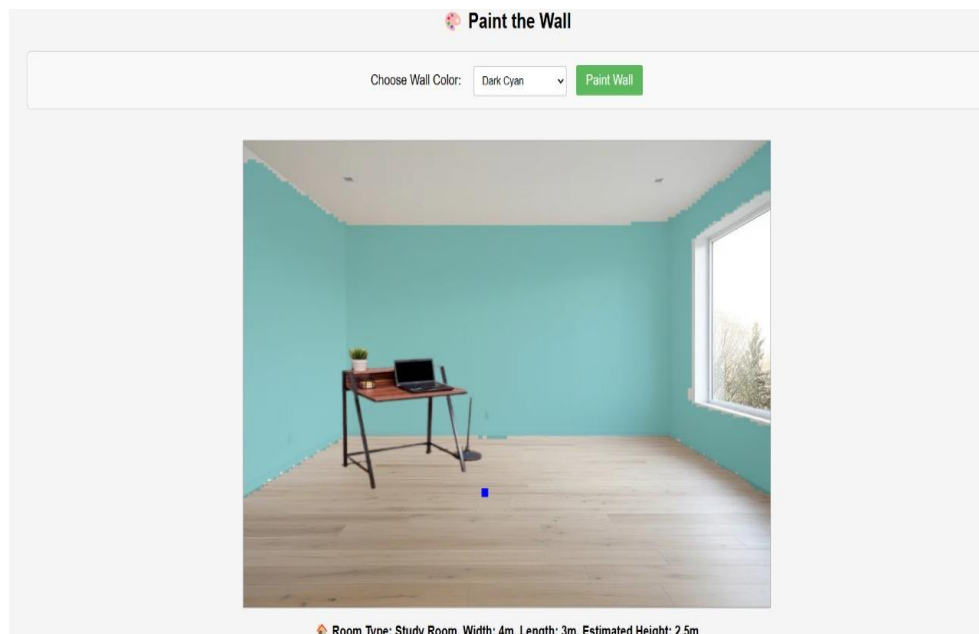 🎨 Paint the Wall
Choose Wall Color: Dark Cyan Paint Wall
🏠 Room Type: Study Room, Width: 4m, Length: 3m, Estimated Height: 2.5m